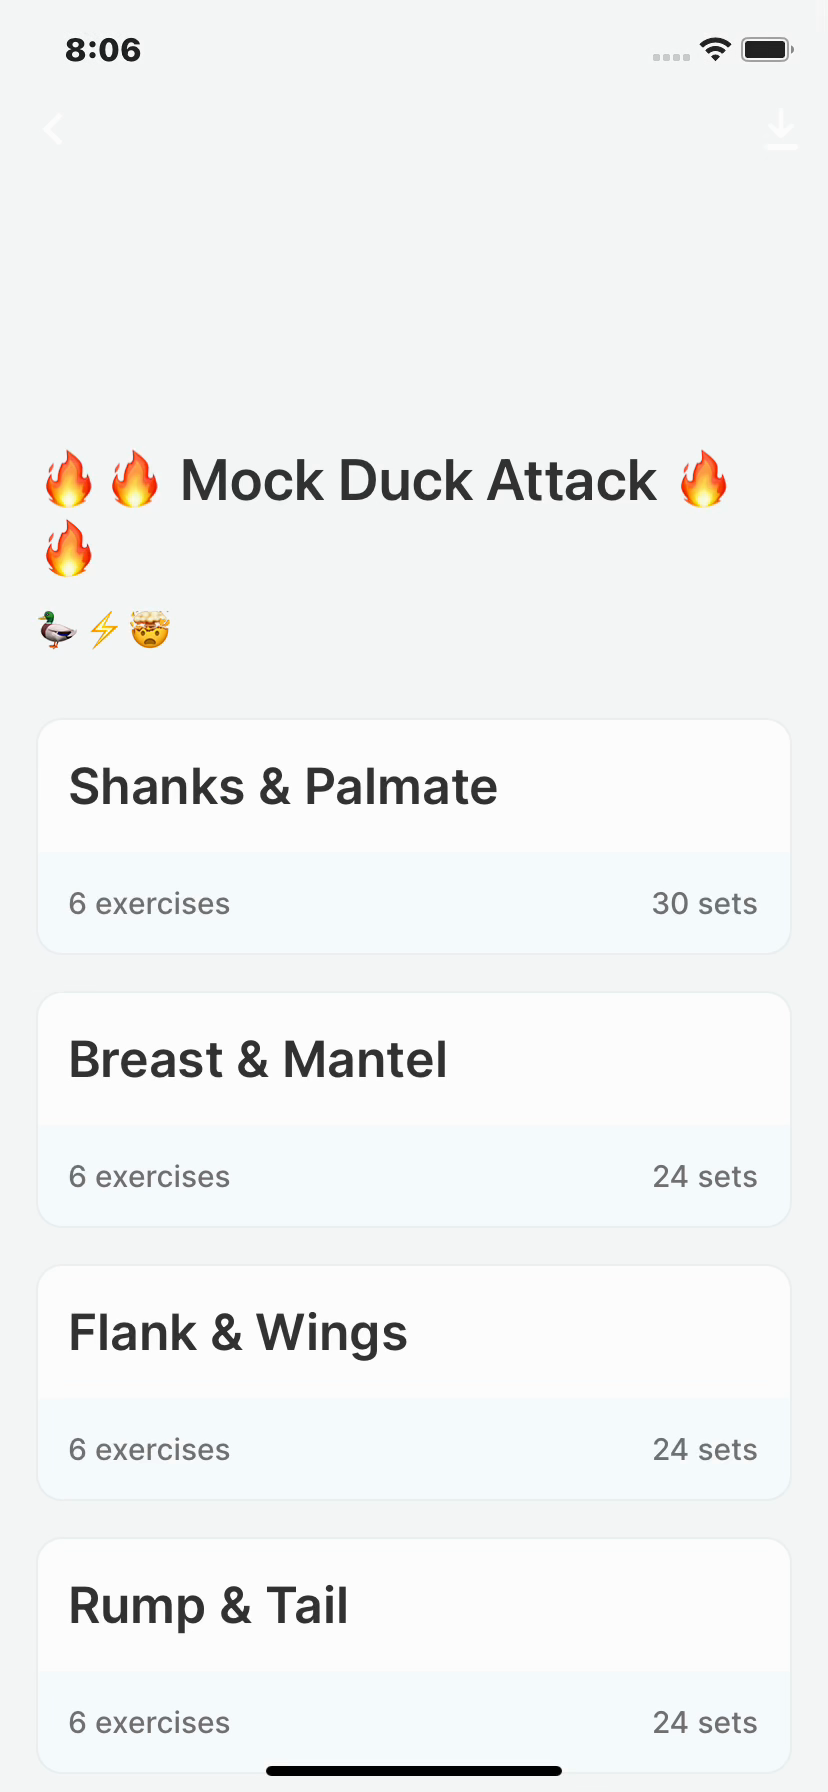 8:06
🔥🔥 Mock Duck Attack 🔥
🔥
🦆⚡🤯
Shanks & Palmate
6 exercises 30 sets
Breast & Mantel
6 exercises 24 sets
Flank & Wings
6 exercises 24 sets
Rump & Tail
6 exercises 24 sets